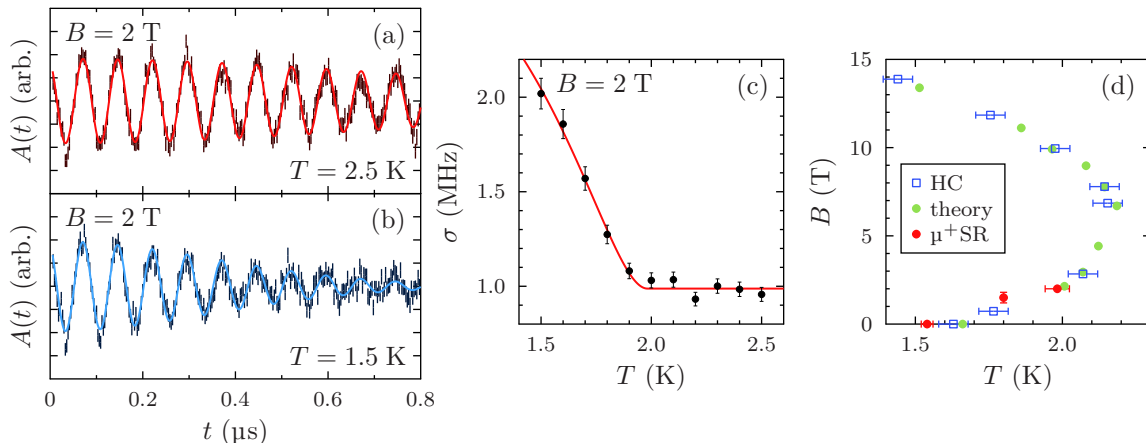 B = 2 T
(a)
A(t) (arb.)
T = 2.5 K
B = 2 T
(b)
A(t) (arb.)
T = 1.5 K
0
0.2
0.4
0.6
0.8
t (µs)
B = 2 T
(c)
2.0
1.5
1.0
σ (MHz)
1.5
2.0
2.5
T (K)
(d)
15
10
5
0
B (T)
HC
theory
µ⁺SR
1.5
2.0
T (K)